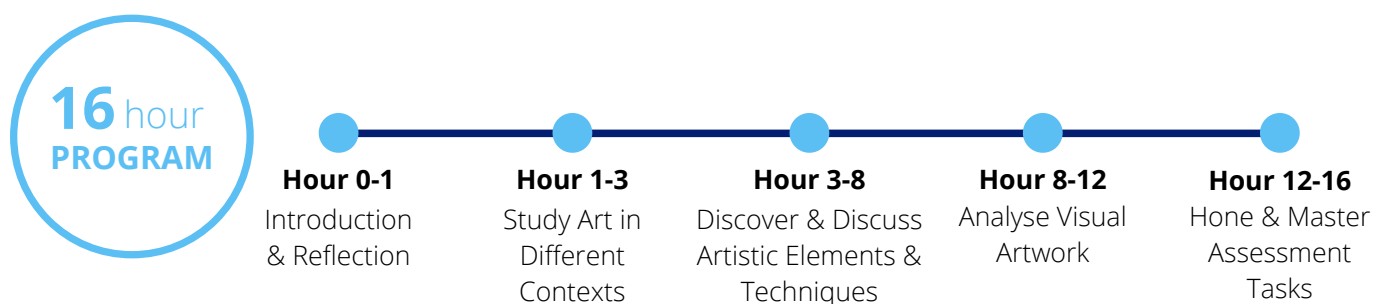 16 hour
PROGRAM
Hour 0-1
Introduction
& Reflection
Hour 1-3
Study Art in
Different
Contexts
Hour 3-8
Discover & Discuss
Artistic Elements &
Techniques
Hour 8-12
Analyse Visual
Artwork
Hour 12-16
Hone & Master
Assessment
Tasks